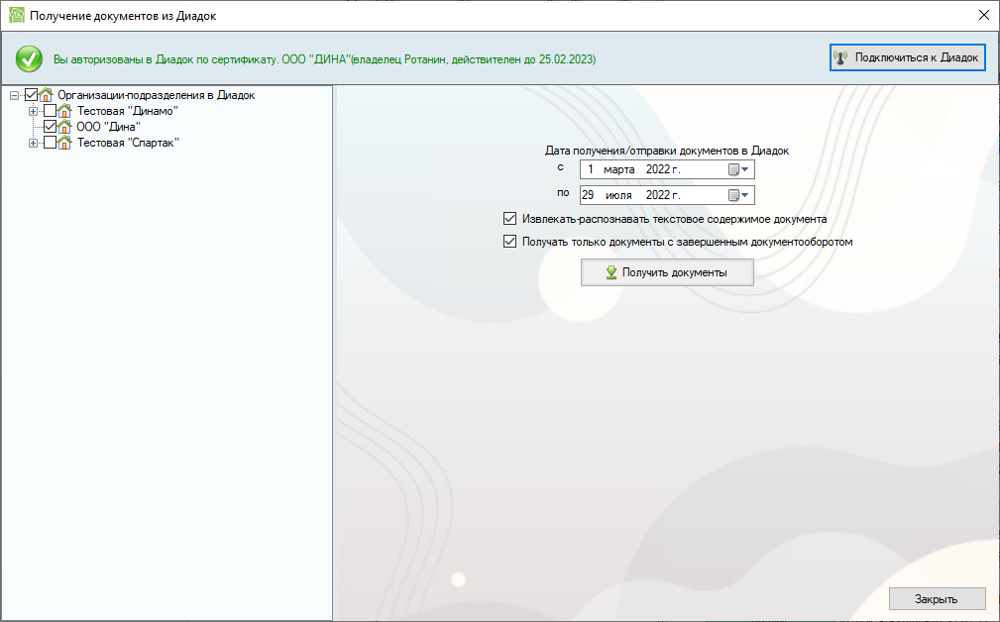 Получение документов из Диадок
Вы авторизованы в Диадок по сертификату. ООО "ДИНА"(владелец Ротанин, действителен до 25.02.2023)
Подключиться к Диадок
Организации-подразделения в Диадок
Тестовая "Динамо"
ООО "Дина"
Тестовая "Спартак"
Дата получения/отправки документов в Диадок
с 1 марта 2022 г.
по 29 июля 2022 г.
Извлекать-распознавать текстовое содержимое документа
Получать только документы с завершенным документооборотом
Получить документы
Закрыть